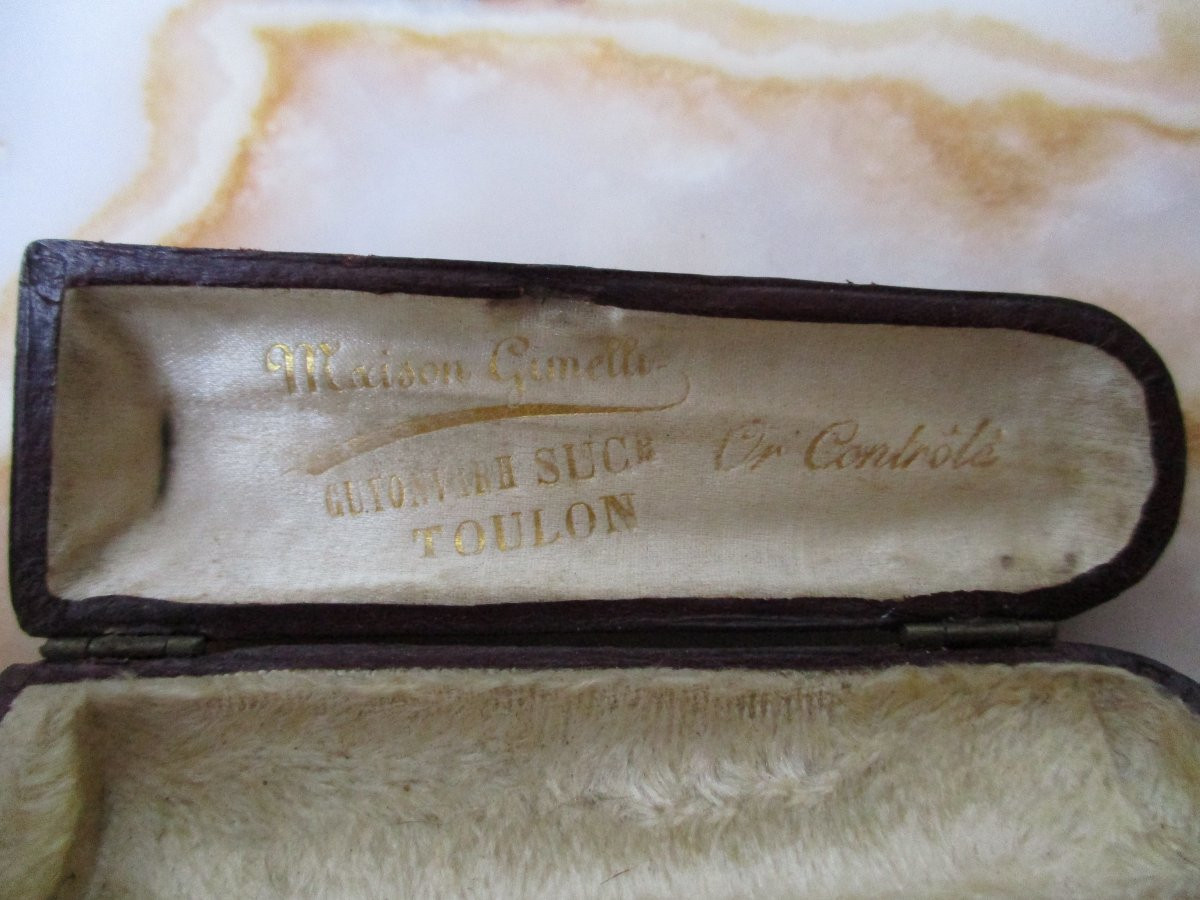 Maison Gimelli
SUCR
TOULON
Or Contrôlé